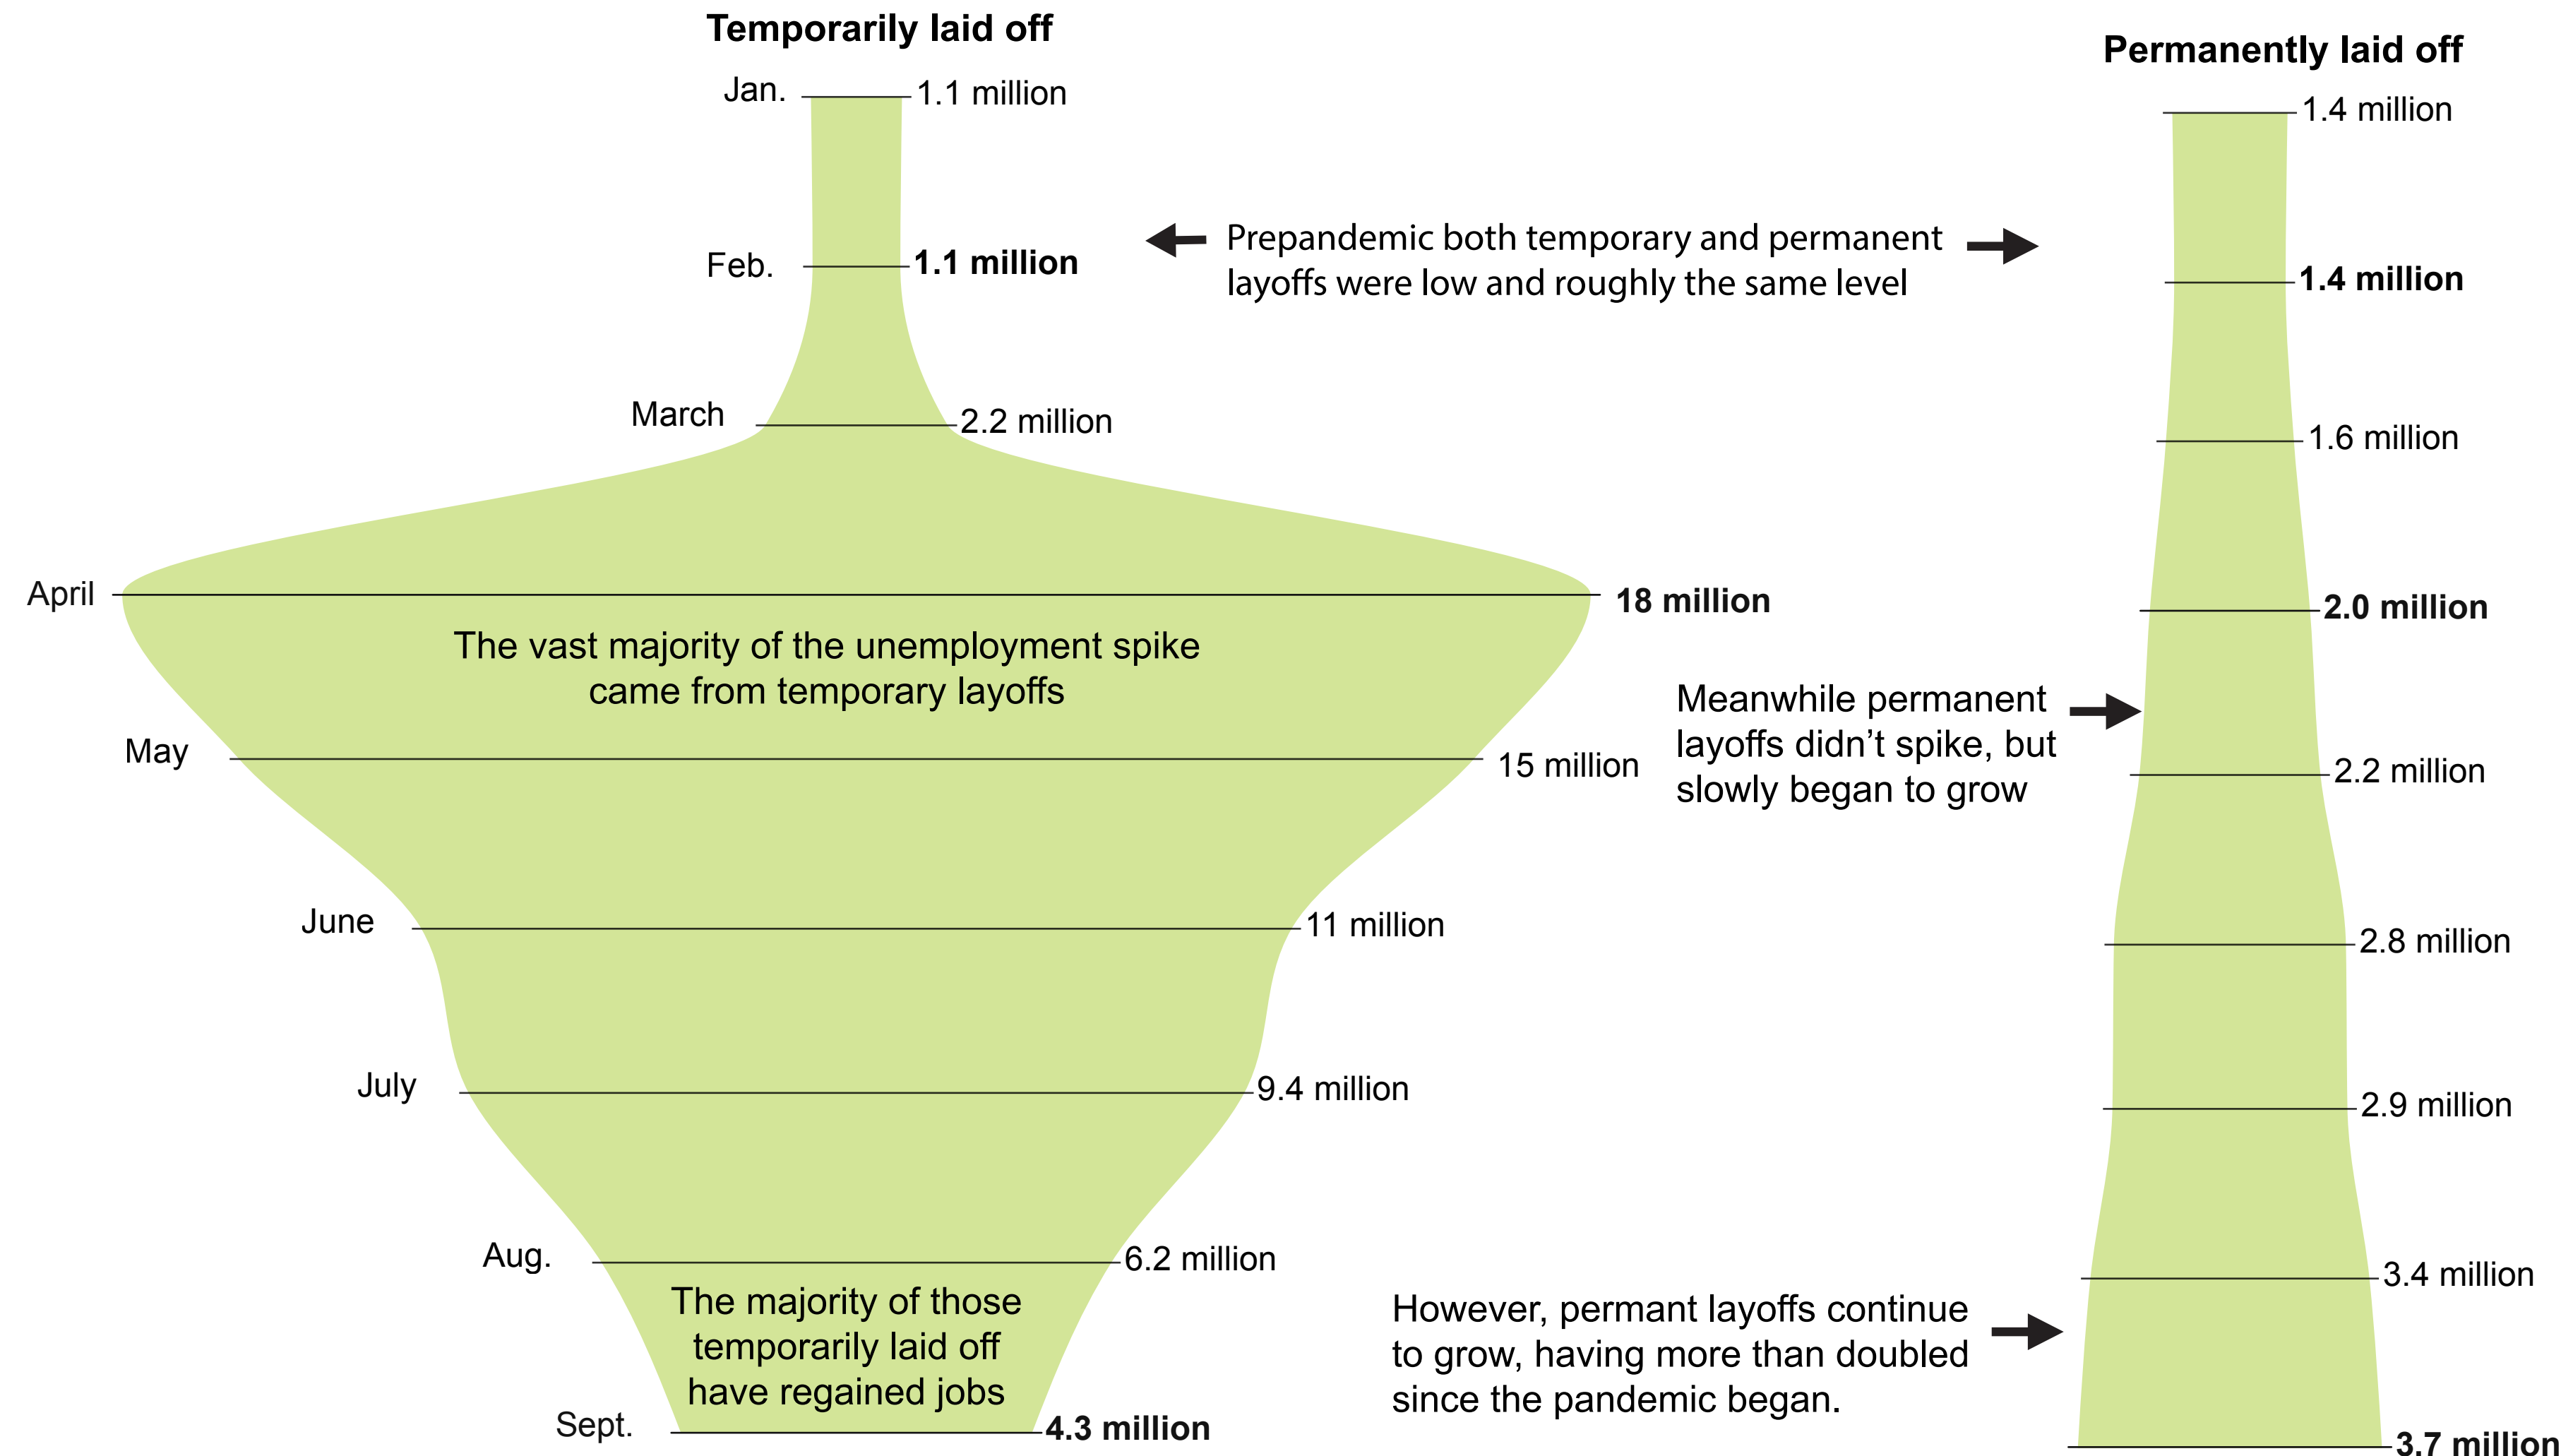 Temporarily laid off
Permanently laid off
Jan.
1.1 million
1.4 million
Feb.
1.1 million
Prepandemic both temporary and permanent
layoffs were low and roughly the same level
1.4 million
March
2.2 million
1.6 million
April
18 million
2.0 million
The vast majority of the unemployment spike
came from temporary layoffs
Meanwhile permanent
layoffs didn’t spike, but
slowly began to grow
May
15 million
2.2 million
June
11 million
2.8 million
July
9.4 million
2.9 million
Aug.
6.2 million
3.4 million
The majority of those
temporarily laid off
have regained jobs
However, permant layoffs continue
to grow, having more than doubled
since the pandemic began.
Sept.
4.3 million
3.7 million